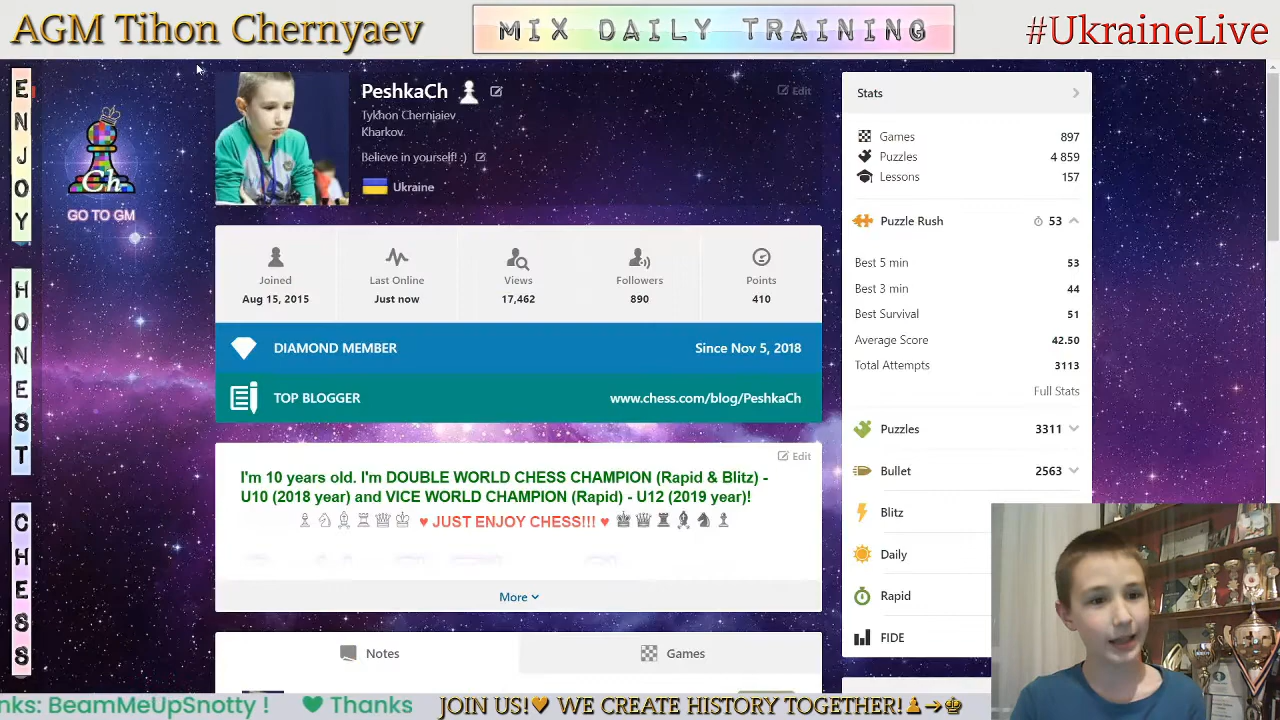 AGM Tihon Chernyaev
MIX DAILY TRAINING
#UkraineLive
ENJOY
HONEST
CHESS
Ch
GO TO GM
PeshkaCh
Edit
Tykhon Cherniaiev
Kharkov.
Believe in yourself! :)
Ukraine
Joined
Aug 15, 2015
Last Online
Just now
Views
17,462
Followers
890
Points
410
DIAMOND MEMBER Since Nov 5, 2018
TOP BLOGGER www.chess.com/blog/PeshkaCh
Edit
I'm 10 years old. I'm DOUBLE WORLD CHESS CHAMPION (Rapid & Blitz) -
U10 (2018 year) and VICE WORLD CHAMPION (Rapid) - U12 (2019 year)!
♗ ♘ ♗ ♖ ♕ ♔ ♥ JUST ENJOY CHESS!!! ♥ ♚ ♛ ♜ ♝ ♞ ♝
More
Notes
Games
Stats
Games 897
Puzzles 4 859
Lessons 157
Puzzle Rush 53
Best 5 min 53
Best 3 min 44
Best Survival 51
Average Score 42.50
Total Attempts 3113
Full Stats
Puzzles 3311
Bullet 2563
Blitz
Daily
Rapid
FIDE
nks: BeamMeUpSnotty ! 💚 Thanks
JOIN US!🧡 WE CREATE HISTORY TOGETHER!♟→♚